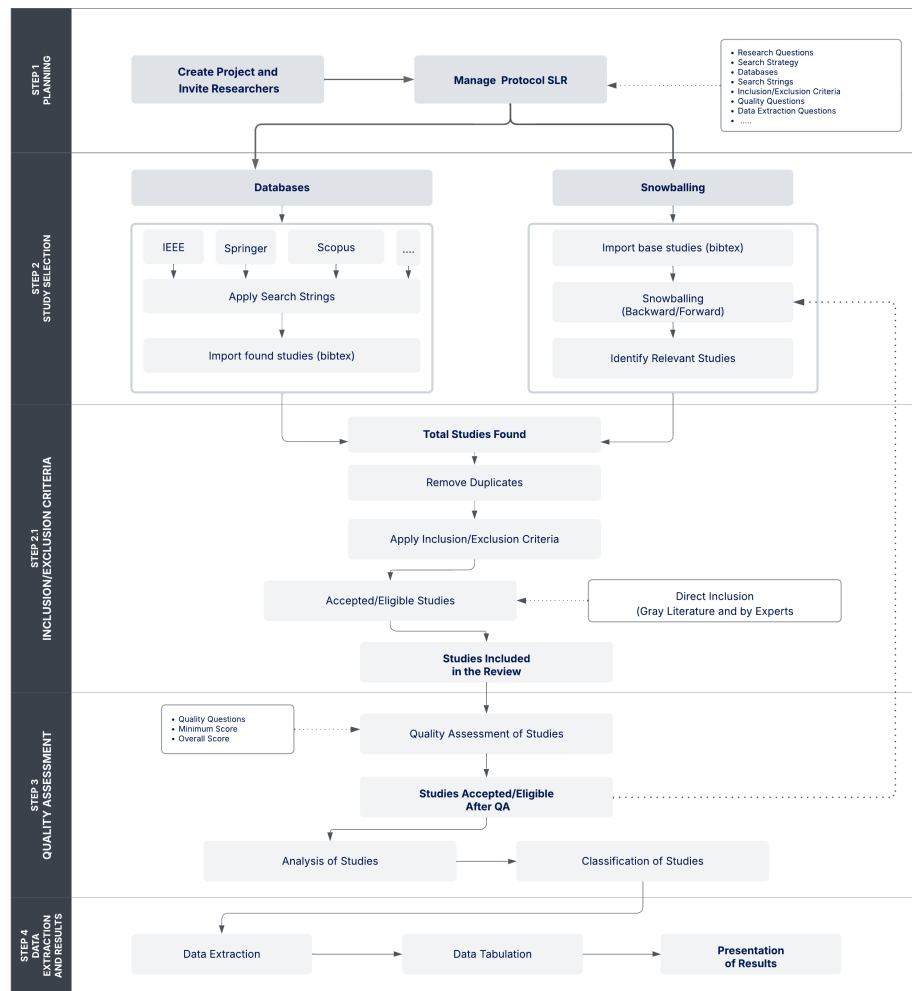 STEP 1
PLANNING
Create Project and
Invite Researchers
Manage Protocol SLR
• Research Questions
• Search Strategy
• Databases
• Search Strings
• Inclusion/Exclusion Criteria
• Quality Questions
• Data Extraction Questions
• .....
STEP 2
STUDY SELECTION
Databases
Snowballing
IEEE
Springer
Scopus
....
Apply Search Strings
Import found studies (bibtex)
Import base studies (bibtex)
Snowballing
(Backward/Forward)
Identify Relevant Studies
STEP 2.1
INCLUSION/EXCLUSION CRITERIA
Total Studies Found
Remove Duplicates
Apply Inclusion/Exclusion Criteria
Accepted/Eligible Studies
Direct Inclusion
(Gray Literature and by Experts
Studies Included
in the Review
STEP 3
QUALITY ASSESSMENT
• Quality Questions
• Minimum Score
• Overall Score
Quality Assessment of Studies
Studies Accepted/Eligible
After QA
Analysis of Studies
Classification of Studies
STEP 4
DATA
EXTRACTION
AND RESULTS
Data Extraction
Data Tabulation
Presentation
of Results